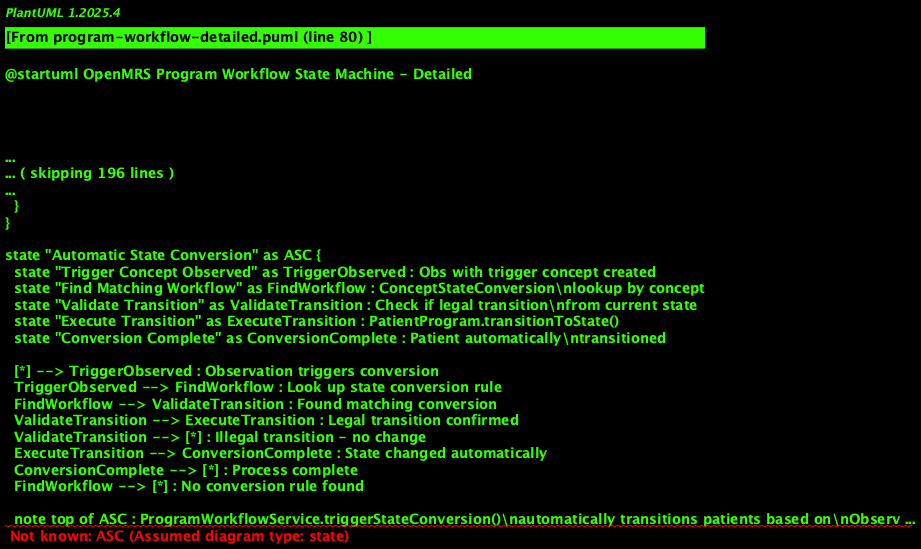 PlantUML 1.2025.4
[From program-workflow-detailed.puml (line 80) ]
@startuml OpenMRS Program Workflow State Machine - Detailed
...
... ( skipping 196 lines )
...
}
}
state "Automatic State Conversion" as ASC {
state "Trigger Concept Observed" as TriggerObserved : Obs with trigger concept created
state "Find Matching Workflow" as FindWorkflow : ConceptStateConversion\nlookup by concept
state "Validate Transition" as ValidateTransition : Check if legal transition\nfrom current state
state "Execute Transition" as ExecuteTransition : PatientProgram.transitionToState()
state "Conversion Complete" as ConversionComplete : Patient automatically\ntransitioned
[*] --> TriggerObserved : Observation triggers conversion
TriggerObserved --> FindWorkflow : Look up state conversion rule
FindWorkflow --> ValidateTransition : Found matching conversion
ValidateTransition --> ExecuteTransition : Legal transition confirmed
ValidateTransition --> [*] : Illegal transition - no change
ExecuteTransition --> ConversionComplete : State changed automatically
ConversionComplete --> [*] : Process complete
FindWorkflow --> [*] : No conversion rule found
note top of ASC : ProgramWorkflowService.triggerStateConversion()\nautomatically transitions patients based on\nObserv ...
Not known: ASC (Assumed diagram type: state)